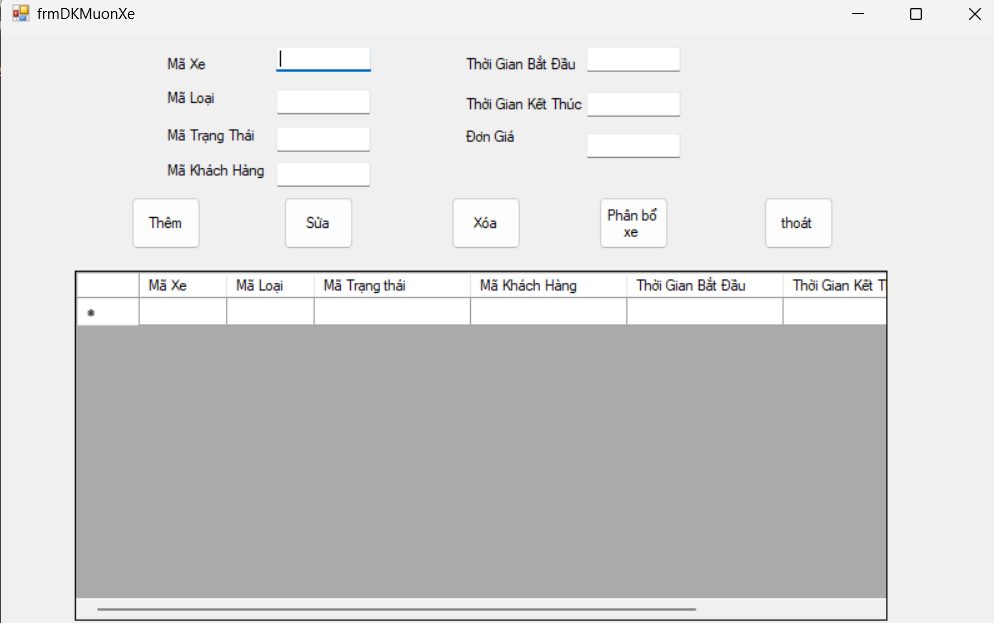 frmDKMuonXe
Mã Xe
Thời Gian Bắt Đầu
Mã Loại
Thời Gian Kết Thúc
Mã Trạng Thái
Đơn Giá
Mã Khách Hàng
Thêm
Sửa
Xóa
Phân bổ
xe
thoát
Mã Xe Mã Loại Mã Trạng thái Mã Khách Hàng Thời Gian Bắt Đầu Thời Gian Kết T